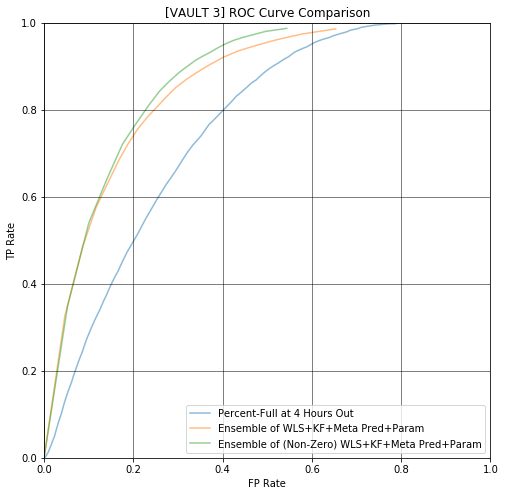 [VAULT 3] ROC Curve Comparison
TP Rate
1.0
0.8
0.6
0.4
0.2
0.0
0.0 0.2 0.4 0.6 0.8 1.0
FP Rate
Percent-Full at 4 Hours Out
Ensemble of WLS+KF+Meta Pred+Param
Ensemble of (Non-Zero) WLS+KF+Meta Pred+Param